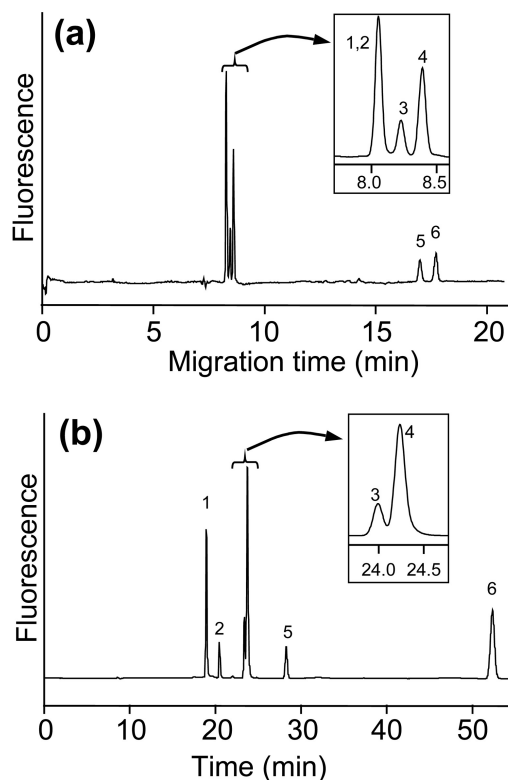 (a)
Fluorescence
1,2
3
4
8.0 8.5
5 6
0 5 10 15 20
Migration time (min)
(b)
Fluorescence
4
3
24.0 24.5
1
2
5
6
0 10 20 30 40 50
Time (min)